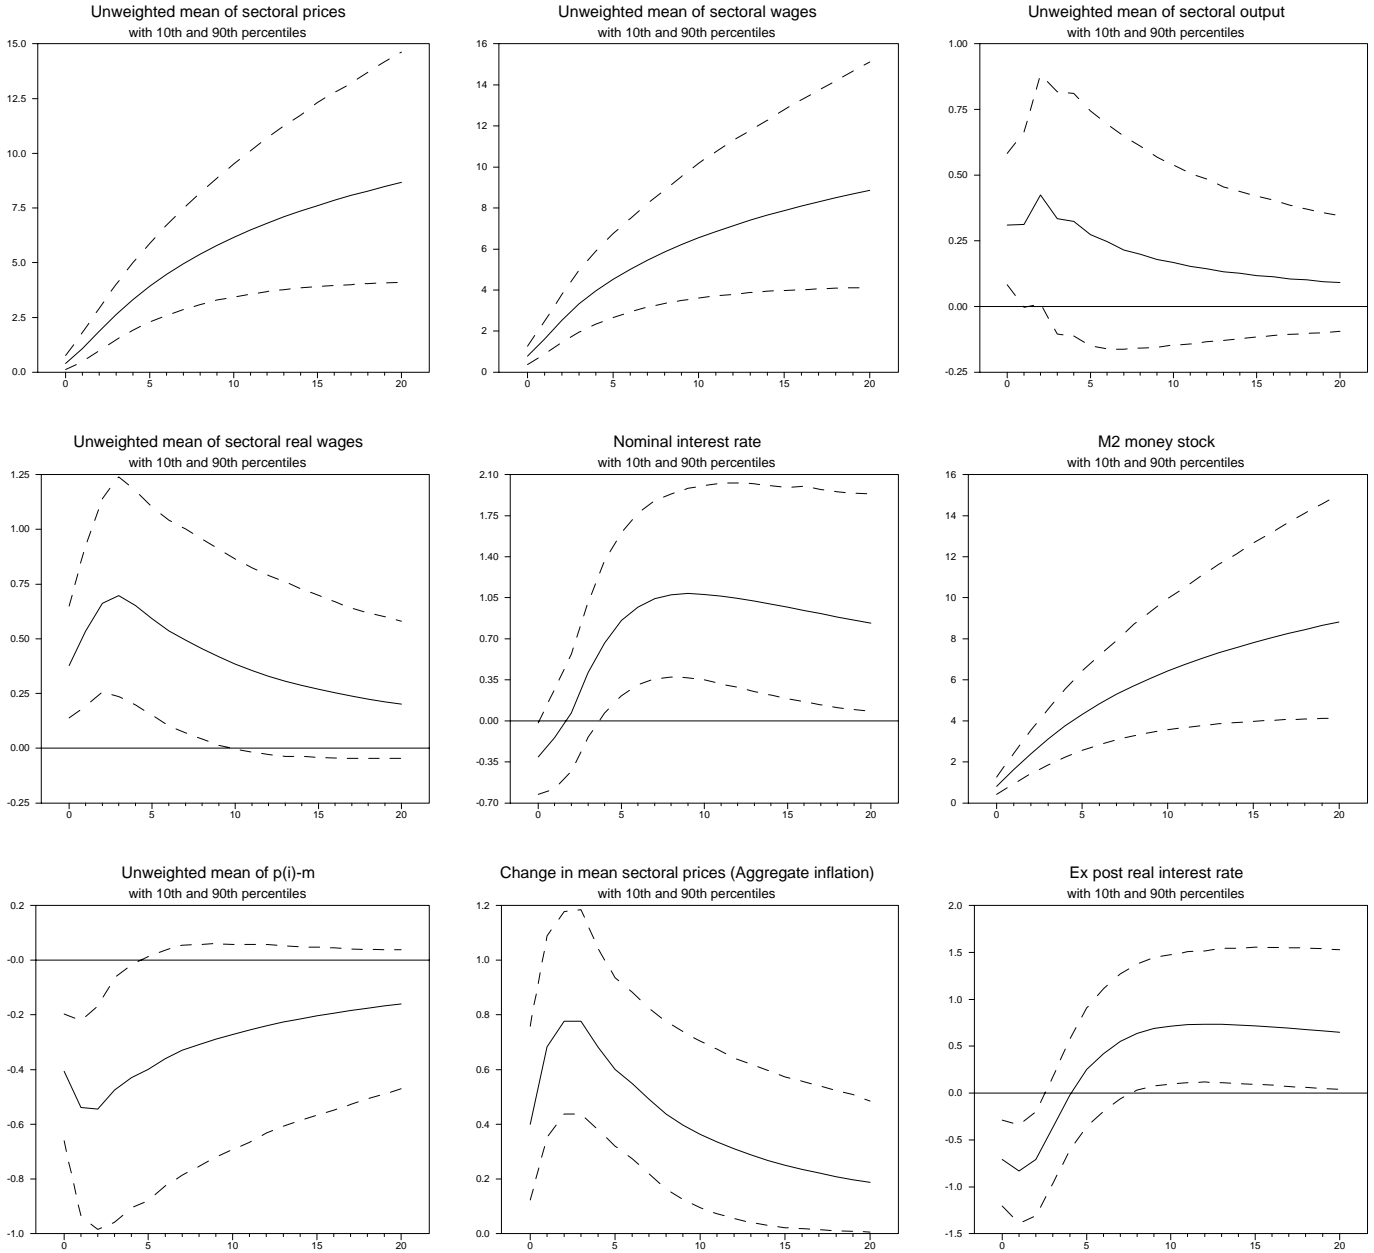 Unweighted mean of sectoral prices
with 10th and 90th percentiles
15.0
12.5
10.0
7.5
5.0
2.5
0.0
0 5 10 15 20
Unweighted mean of sectoral wages
with 10th and 90th percentiles
16
14
12
10
8
6
4
2
0
0 5 10 15 20
Unweighted mean of sectoral output
with 10th and 90th percentiles
1.00
0.75
0.50
0.25
0.00
-0.25
0 5 10 15 20
Unweighted mean of sectoral real wages
with 10th and 90th percentiles
1.25
1.00
0.75
0.50
0.25
0.00
-0.25
0 5 10 15 20
Nominal interest rate
with 10th and 90th percentiles
2.10
1.75
1.40
1.05
0.70
0.35
0.00
-0.35
-0.70
0 5 10 15 20
M2 money stock
with 10th and 90th percentiles
16
14
12
10
8
6
4
2
0
0 5 10 15 20
Unweighted mean of p(i)-m
with 10th and 90th percentiles
0.2
-0.0
-0.2
-0.4
-0.6
-0.8
-1.0
0 5 10 15 20
Change in mean sectoral prices (Aggregate inflation)
with 10th and 90th percentiles
1.2
1.0
0.8
0.6
0.4
0.2
0.0
0 5 10 15 20
Ex post real interest rate
with 10th and 90th percentiles
2.0
1.5
1.0
0.5
0.0
-0.5
-1.0
-1.5
0 5 10 15 20